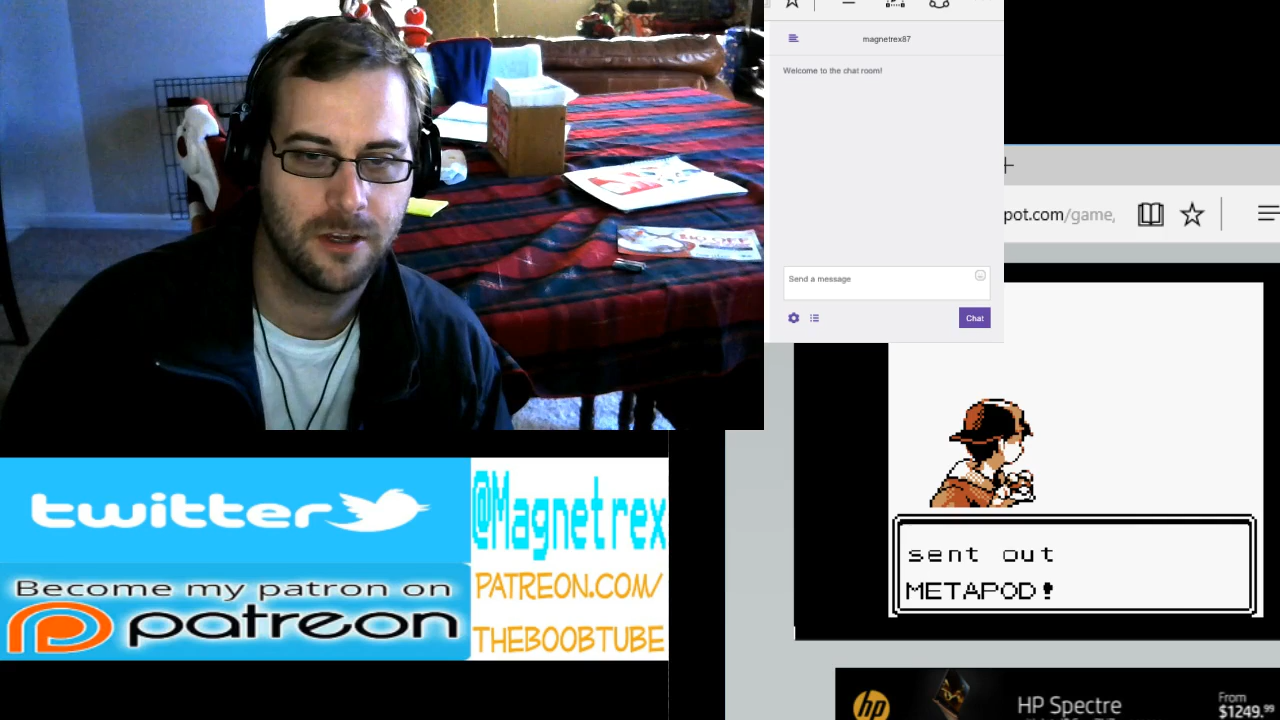 magnetrex87
Welcome to the chat room!
Send a message
Chat
pot.com/game,
sent out
METAPOD!
twitter
@Magnetrex
Become my patron on
patreon
PATREON.COM/
THEBOOBTUBE
hp
HP Spectre
From
$1249.99